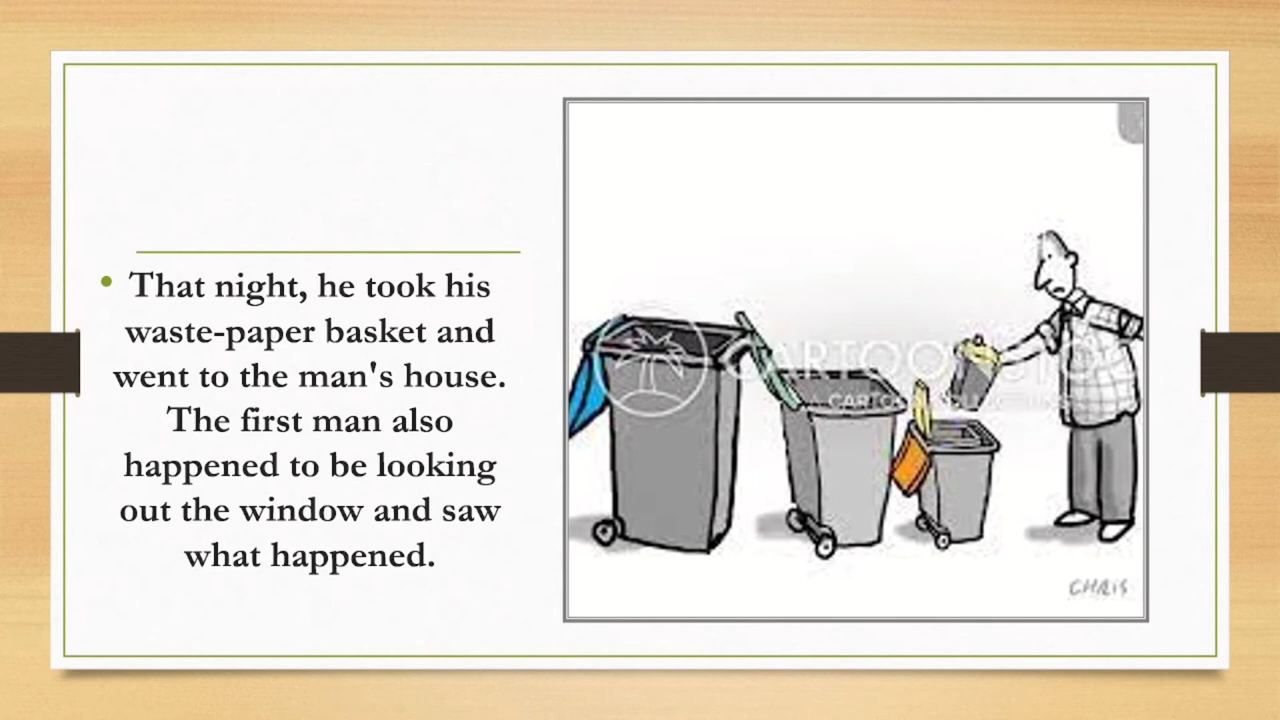 That night, he took his
waste-paper basket and
went to the man's house.
The first man also
happened to be looking
out the window and saw
what happened.
CHRIS